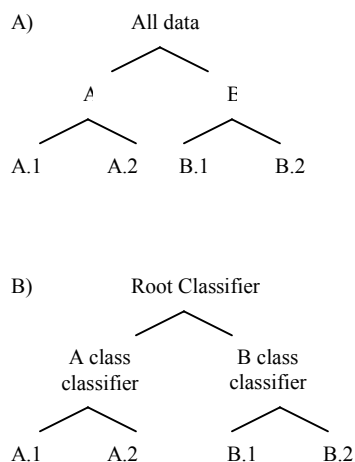 A) All data
A B
A.1 A.2 B.1 B.2
B) Root Classifier
A class B class
classifier classifier
A.1 A.2 B.1 B.2